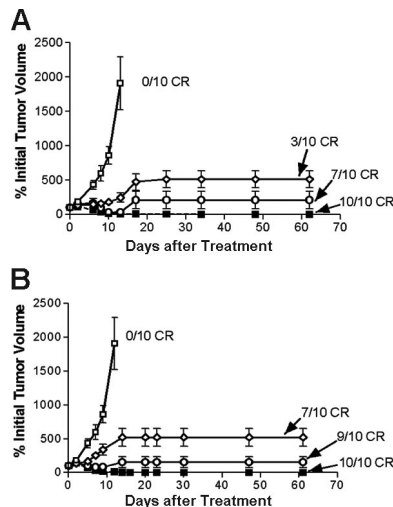 A
% Initial Tumor Volume
2500
2000
1500
1000
500
0
0/10 CR
3/10 CR
7/10 CR
10/10 CR
0 10 20 30 40 50 60 70
Days after Treatment
B
% Initial Tumor Volume
2500
2000
1500
1000
500
0
0/10 CR
7/10 CR
9/10 CR
10/10 CR
0 10 20 30 40 50 60 70
Days after Treatment